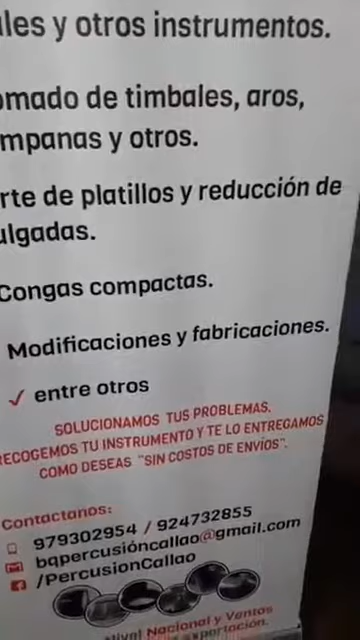 les y otros instrumentos.
omado de timbales, aros,
mpanas y otros.
rte de platillos y reducción de
ulgadas.
Congas compactas.
Modificaciones y fabricaciones.
✓ entre otros
SOLUCIONAMOS TUS PROBLEMAS,
RECOGEMOS TU INSTRUMENTO Y TE LO ENTREGAMOS
COMO DESEAS "SIN COSTOS DE ENVÍOS".
Contactanos:
979302954 / 924732855
bqpercusióncallao@gmail.com
/PercusionCallao
Nivel Nacional y Ventas
exportación.